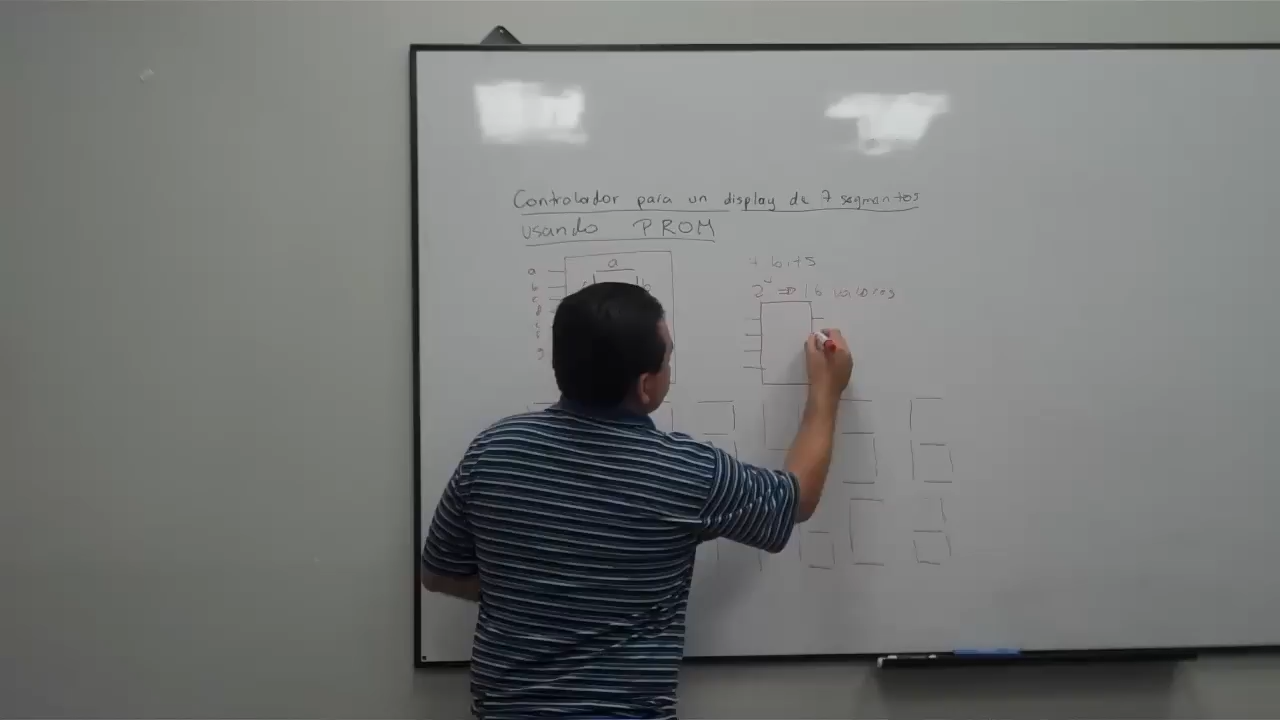 Controlador para un display de 7 segmentos
usando PROM
a
a
b
b
c
d
g
4 bits
2⁴ => 16 valores